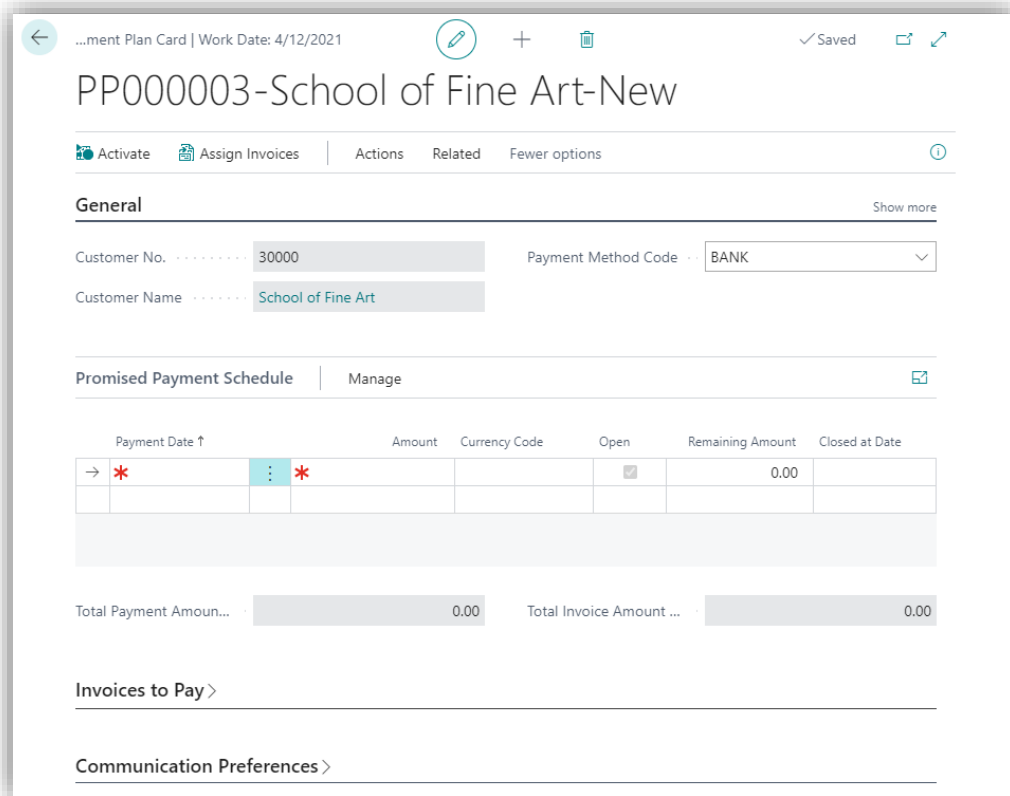 ...ment Plan Card | Work Date: 4/12/2021
Saved
PP000003-School of Fine Art-New
Activate Assign Invoices Actions Related Fewer options
General Show more
Customer No. 30000 Payment Method Code BANK
Customer Name School of Fine Art
Promised Payment Schedule Manage
Payment Date ↑ Amount Currency Code Open Remaining Amount Closed at Date
0.00
Total Payment Amoun... 0.00 Total Invoice Amount ... 0.00
Invoices to Pay >
Communication Preferences >